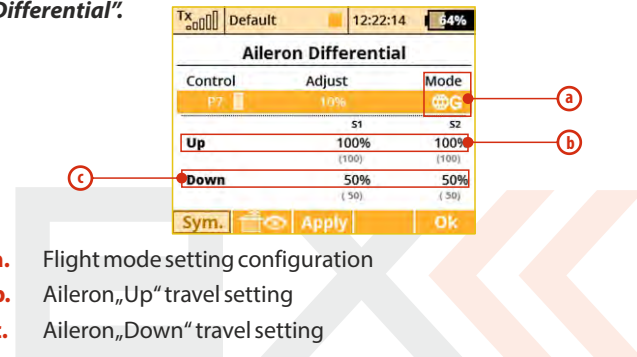 Differential”.
Tx Default 12:22:14 64%
Aileron Differential
Control Adjust Mode
P7 10% G
a
S1 S2
Up 100% 100%
b
(100) (100)
c
Down 50% 50%
( 50) ( 50)
Sym. Apply Ok
a. Flight mode setting configuration
b. Aileron„Up“ travel setting
c. Aileron„Down“ travel setting